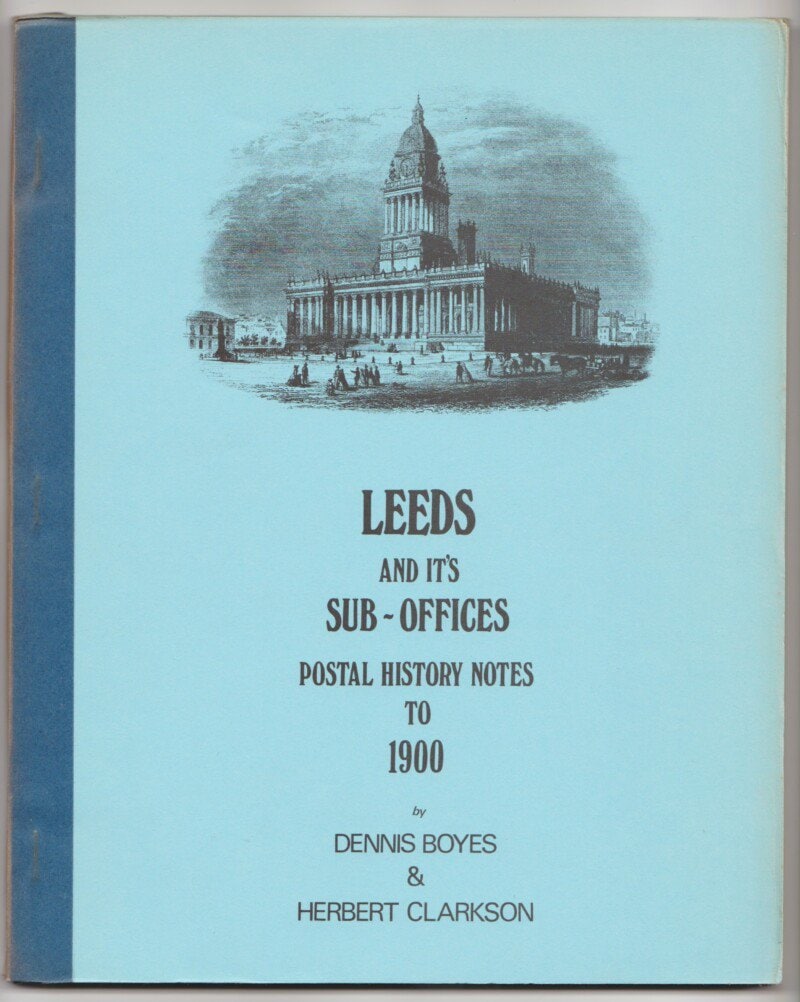 LEEDS
AND IT'S
SUB~OFFICES
POSTAL HISTORY NOTES
TO
1900
by
DENNIS BOYES
&
HERBERT CLARKSON